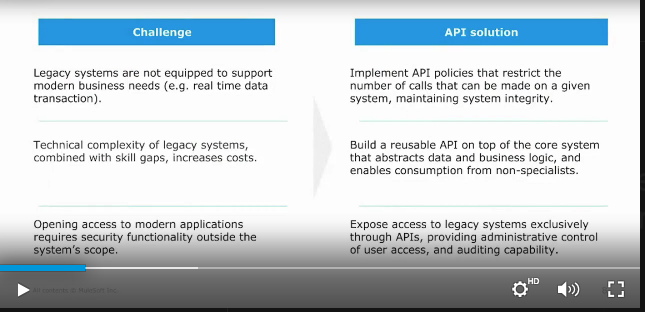 Challenge
API solution
Legacy systems are not equipped to support
modern business needs (e.g. real time data
transaction).
Implement API policies that restrict the
number of calls that can be made on a given
system, maintaining system integrity.
Technical complexity of legacy systems,
combined with skill gaps, increases costs.
Build a reusable API on top of the core system
that abstracts data and business logic, and
enables consumption from non-specialists.
Opening access to modern applications
requires security functionality outside the
system's scope.
Expose access to legacy systems exclusively
through APIs, providing administrative control
of user access, and auditing capability.
HD